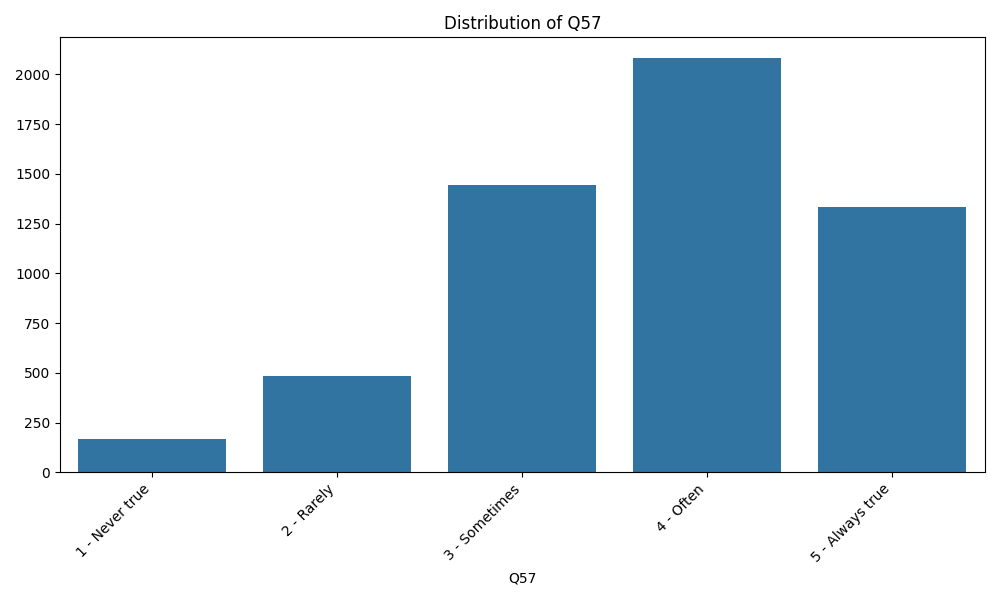 Distribution of Q57
2000
1750
1500
1250
1000
750
500
250
0
1 - Never true
2 - Rarely
3 - Sometimes
4 - Often
5 - Always true
Q57